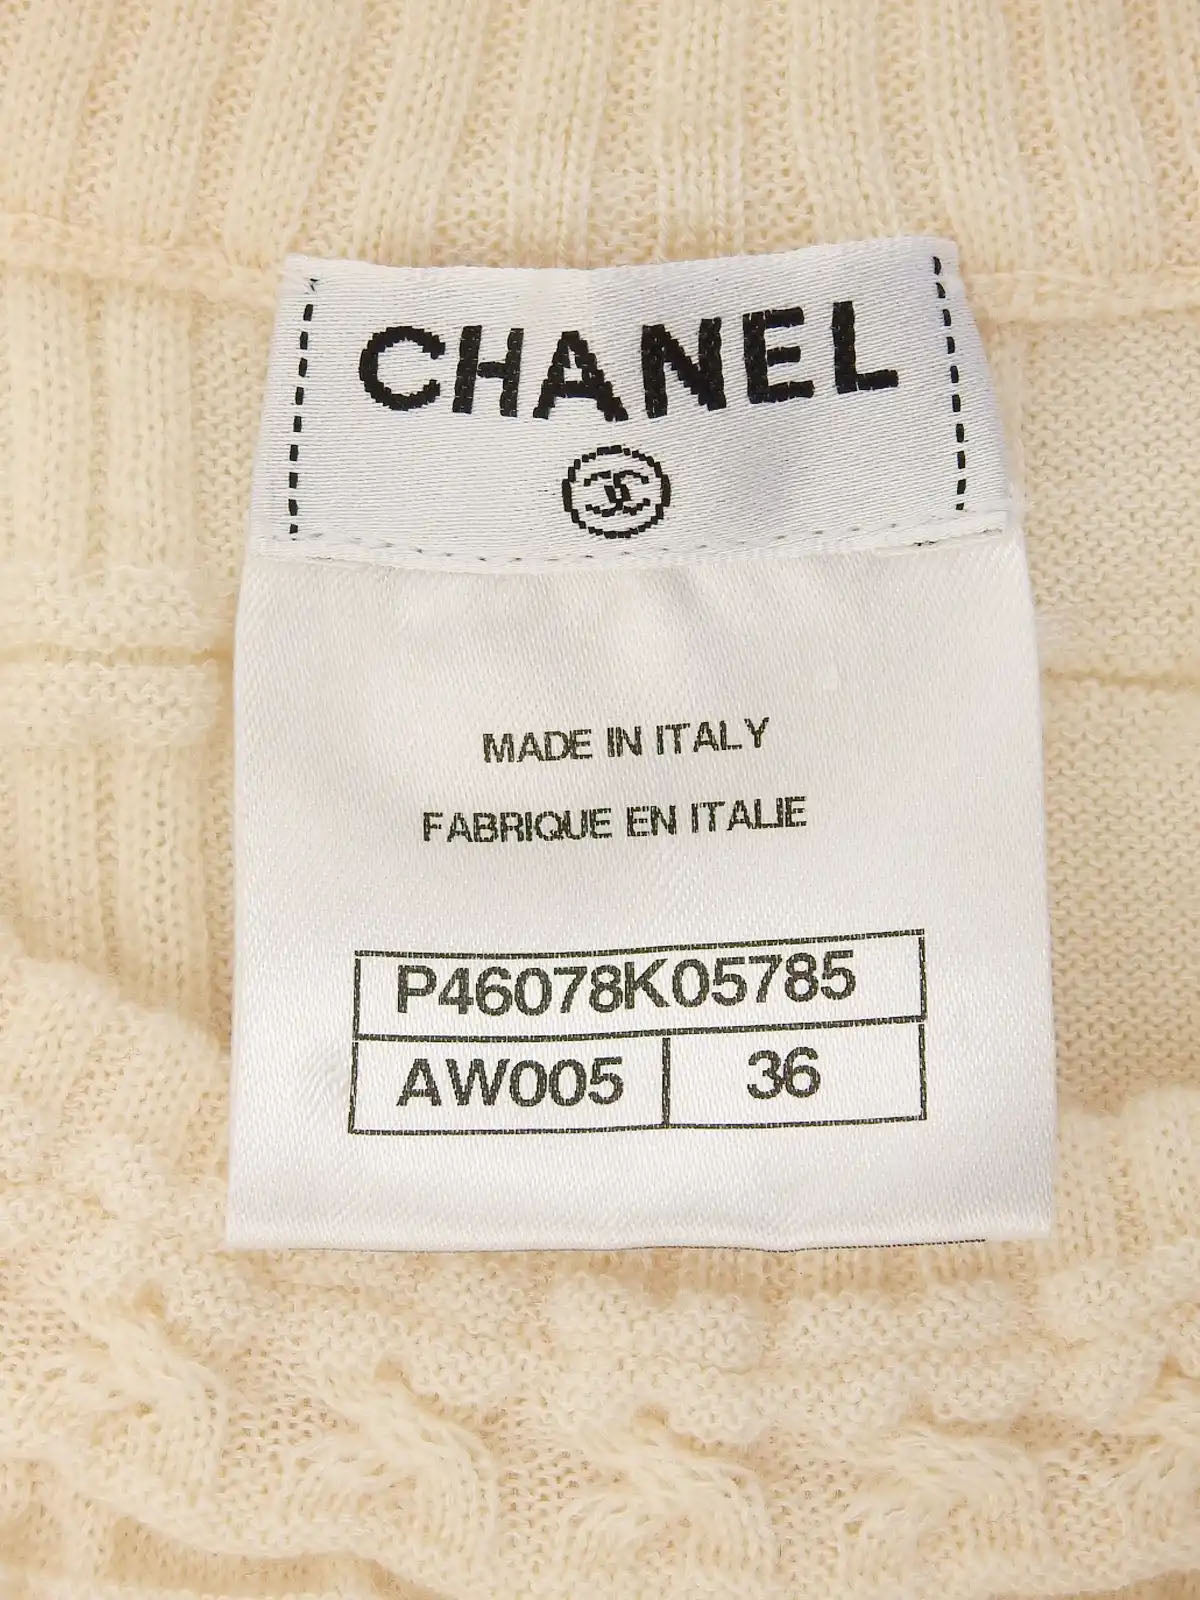 CHANEL
MADE IN ITALY
FABRIQUE EN ITALIE
P46078K05785
AW005 36